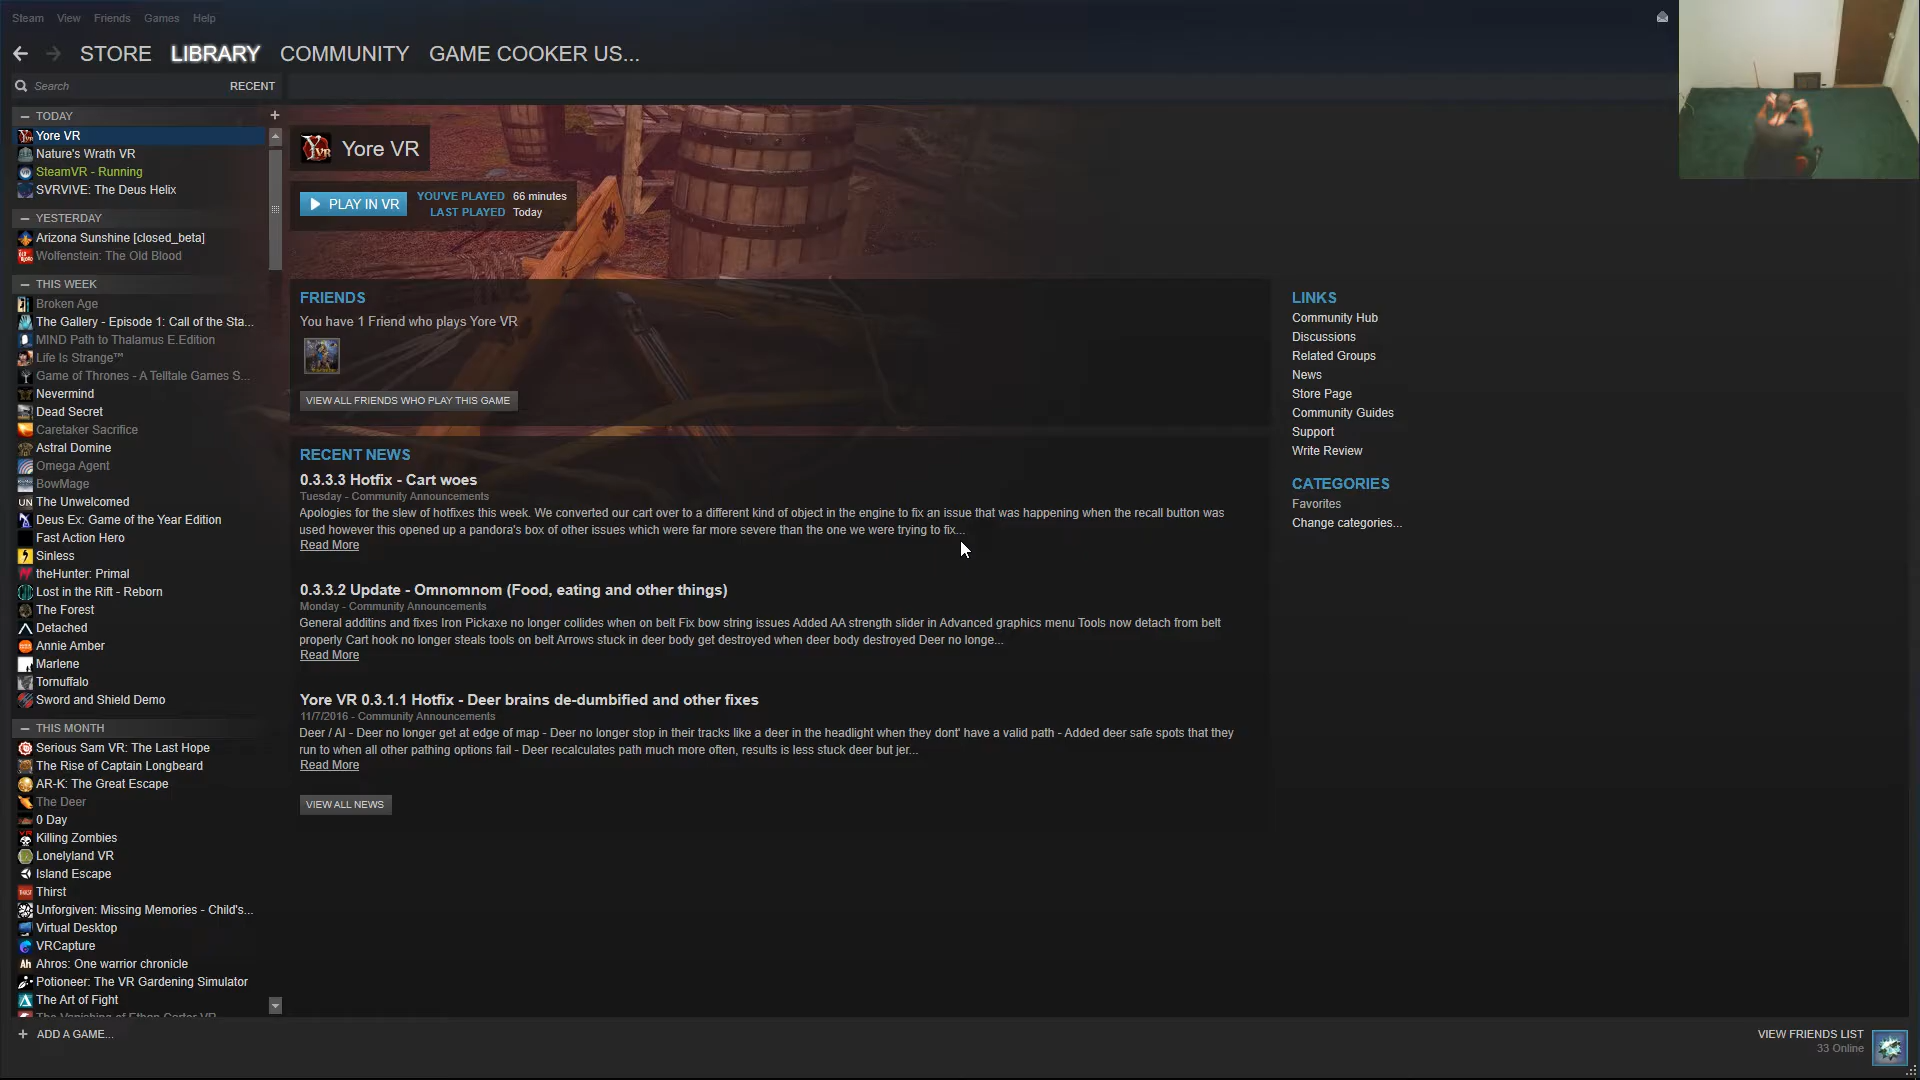 Steam View Friends Games Help
STORE LIBRARY COMMUNITY GAME COOKER US...
Search RECENT
TODAY
Yore VR
Nature's Wrath VR
SteamVR - Running
SVRVIVE: The Deus Helix
YESTERDAY
Arizona Sunshine [closed_beta]
Wolfenstein: The Old Blood
THIS WEEK
Broken Age
The Gallery - Episode 1: Call of the Sta...
MIND Path to Thalamus E.Edition
Life Is Strange™
Game of Thrones - A Telltale Games S...
Nevermind
Dead Secret
Caretaker Sacrifice
Astral Domine
Omega Agent
BowMage
The Unwelcomed
Deus Ex: Game of the Year Edition
Fast Action Hero
Sinless
theHunter: Primal
Lost in the Rift - Reborn
The Forest
Detached
Annie Amber
Marlene
Tornuffalo
Sword and Shield Demo
THIS MONTH
Serious Sam VR: The Last Hope
The Rise of Captain Longbeard
AR-K: The Great Escape
The Deer
0 Day
Killing Zombies
Lonelyland VR
Island Escape
Thirst
Unforgiven: Missing Memories - Child's...
Virtual Desktop
VRCapture
Ahros: One warrior chronicle
Potioneer: The VR Gardening Simulator
The Art of Fight
The Vanishing of Ethan Carter VR
+ ADD A GAME...
Yore VR
PLAY IN VR
YOU'VE PLAYED 66 minutes
LAST PLAYED Today
FRIENDS
You have 1 Friend who plays Yore VR
VIEW ALL FRIENDS WHO PLAY THIS GAME
RECENT NEWS
0.3.3.3 Hotfix - Cart woes
Tuesday - Community Announcements
Apologies for the slew of hotfixes this week. We converted our cart over to a different kind of object in the engine to fix an issue that was happening when the recall button was
used however this opened up a pandora's box of other issues which were far more severe than the one we were trying to fix...
Read More
0.3.3.2 Update - Omnomnom (Food, eating and other things)
Monday - Community Announcements
General additins and fixes Iron Pickaxe no longer collides when on belt Fix bow string issues Added AA strength slider in Advanced graphics menu Tools now detach from belt
properly Cart hook no longer steals tools on belt Arrows stuck in deer body get destroyed when deer body destroyed Deer no longe...
Read More
Yore VR 0.3.1.1 Hotfix - Deer brains de-dumbified and other fixes
11/7/2016 - Community Announcements
Deer / AI - Deer no longer get at edge of map - Deer no longer stop in their tracks like a deer in the headlight when they dont' have a valid path - Added deer safe spots that they
run to when all other pathing options fail - Deer recalculates path much more often, results is less stuck deer but jer...
Read More
VIEW ALL NEWS
LINKS
Community Hub
Discussions
Related Groups
News
Store Page
Community Guides
Support
Write Review
CATEGORIES
Favorites
Change categories...
VIEW FRIENDS LIST
33 Online